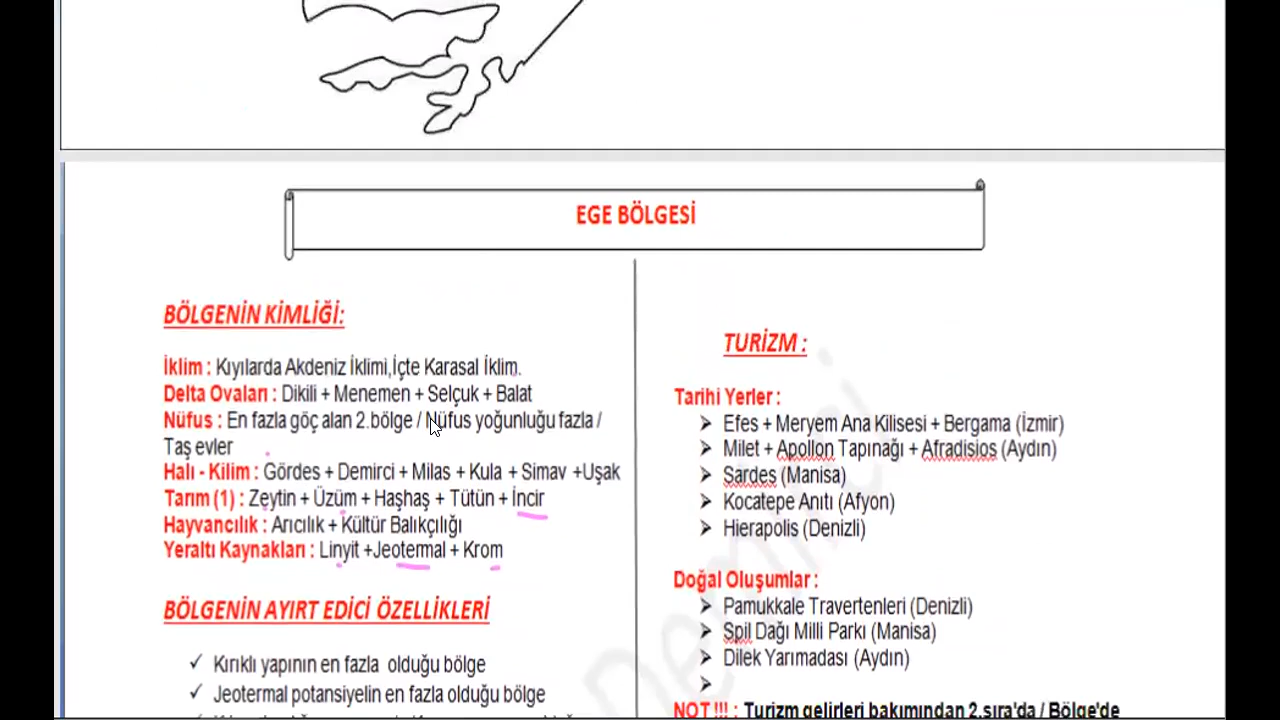 EGE BÖLGESİ
BÖLGENİN KİMLİĞİ:
İklim : Kıyılarda Akdeniz İklimi,İçte Karasal İklim.
Delta Ovaları : Dikili + Menemen + Selçuk + Balat
Nüfus : En fazla göç alan 2.bölge / Nüfus yoğunluğu fazla /
Taş evler
Halı - Kilim : Gördes + Demirci + Milas + Kula + Simav +Uşak
Tarım (1) : Zeytin + Üzüm + Haşhaş + Tütün + İncir
Hayvancılık : Arıcılık + Kültür Balıkçılığı
Yeraltı Kaynakları : Linyit +Jeotermal + Krom
BÖLGENİN AYIRT EDİCİ ÖZELLİKLERİ
✓ Kırıklı yapının en fazla olduğu bölge
✓ Jeotermal potansiyelin en fazla olduğu bölge
TURİZM :
Tarihi Yerler :
➢ Efes + Meryem Ana Kilisesi + Bergama (İzmir)
➢ Milet + Apollon Tapınağı + Afradisios (Aydın)
➢ Sardes (Manisa)
➢ Kocatepe Anıtı (Afyon)
➢ Hierapolis (Denizli)
Doğal Oluşumlar :
➢ Pamukkale Travertenleri (Denizli)
➢ Spil Dağı Milli Parkı (Manisa)
➢ Dilek Yarımadası (Aydın)
➢
NOT !!! : Turizm gelirleri bakımından 2.sıra'da / Bölge'de
Demirci